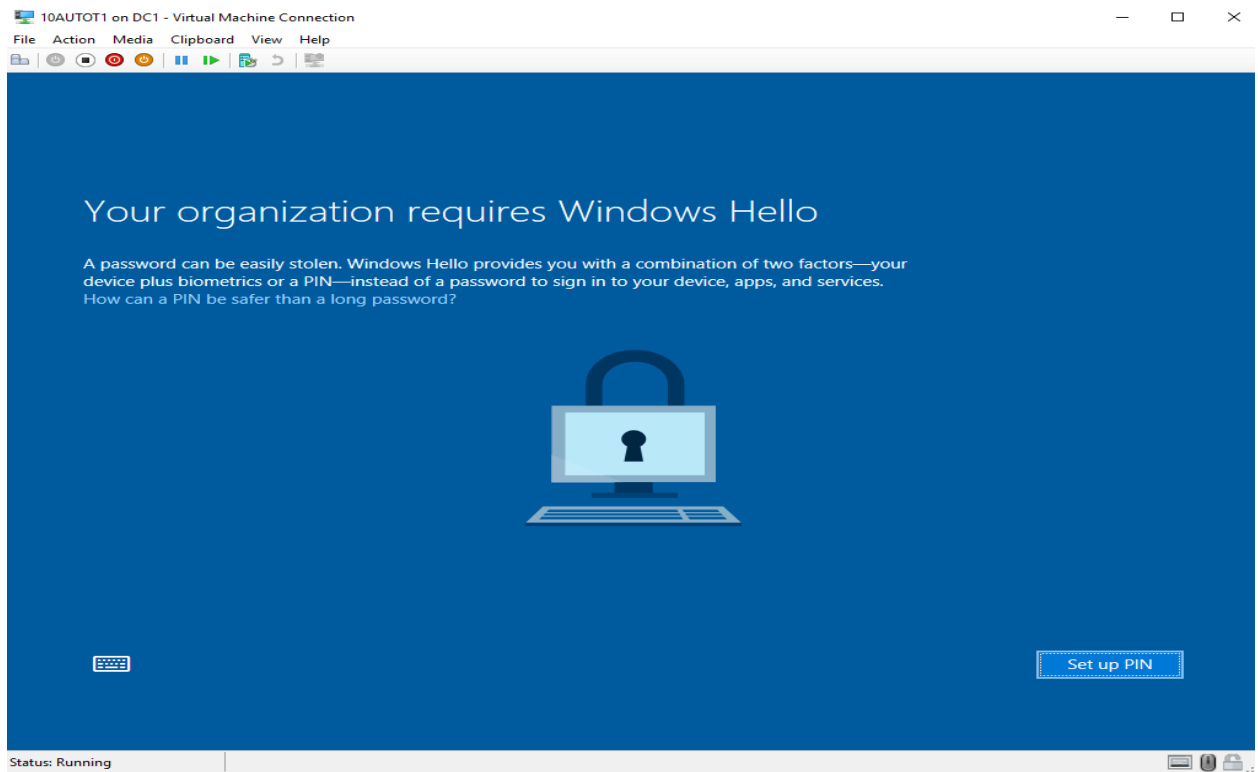 10AUTOT1 on DC1 - Virtual Machine Connection
File Action Media Clipboard View Help
Your organization requires Windows Hello
A password can be easily stolen. Windows Hello provides you with a combination of two factors—your
device plus biometrics or a PIN—instead of a password to sign in to your device, apps, and services.
How can a PIN be safer than a long password?
Set up PIN
Status: Running